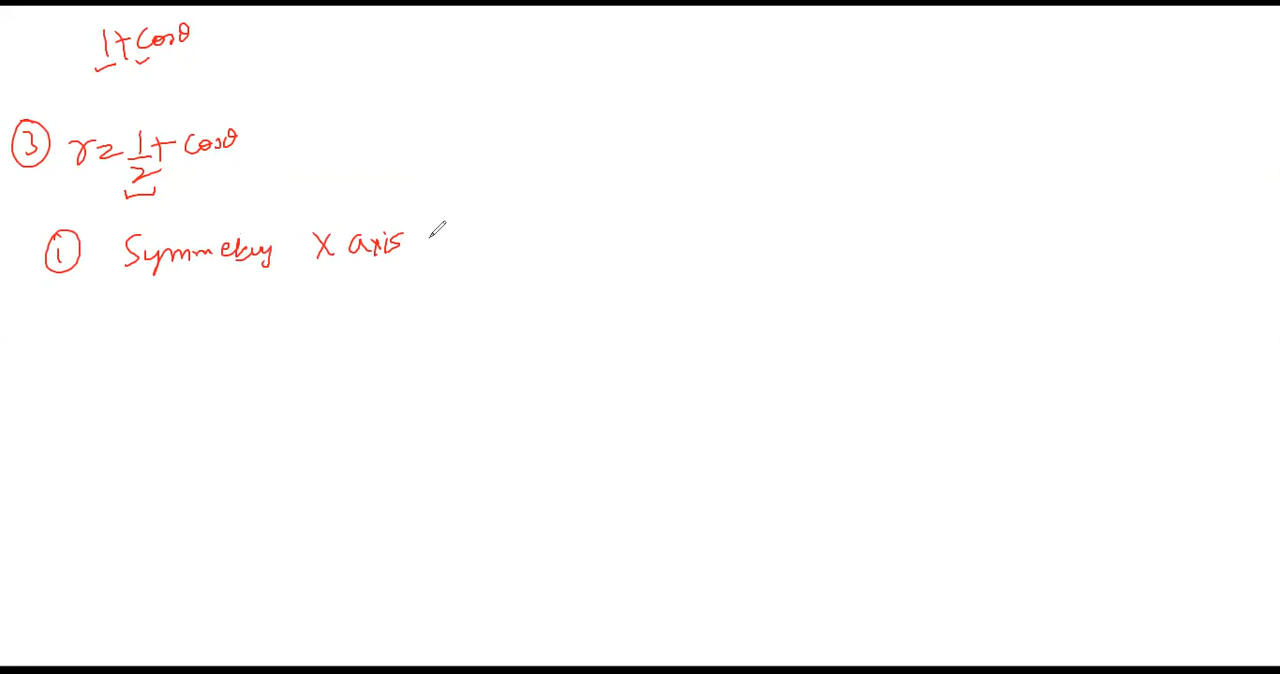 1+cosθ
③ r=1/2+cosθ
① Symmetry X axis